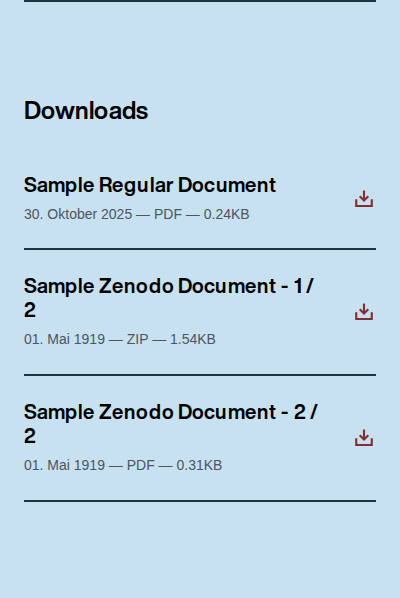 Downloads
Sample Regular Document
30. Oktober 2025 — PDF — 0.24KB
Sample Zenodo Document - 1 /
2
01. Mai 1919 — ZIP — 1.54KB
Sample Zenodo Document - 2 /
2
01. Mai 1919 — PDF — 0.31KB